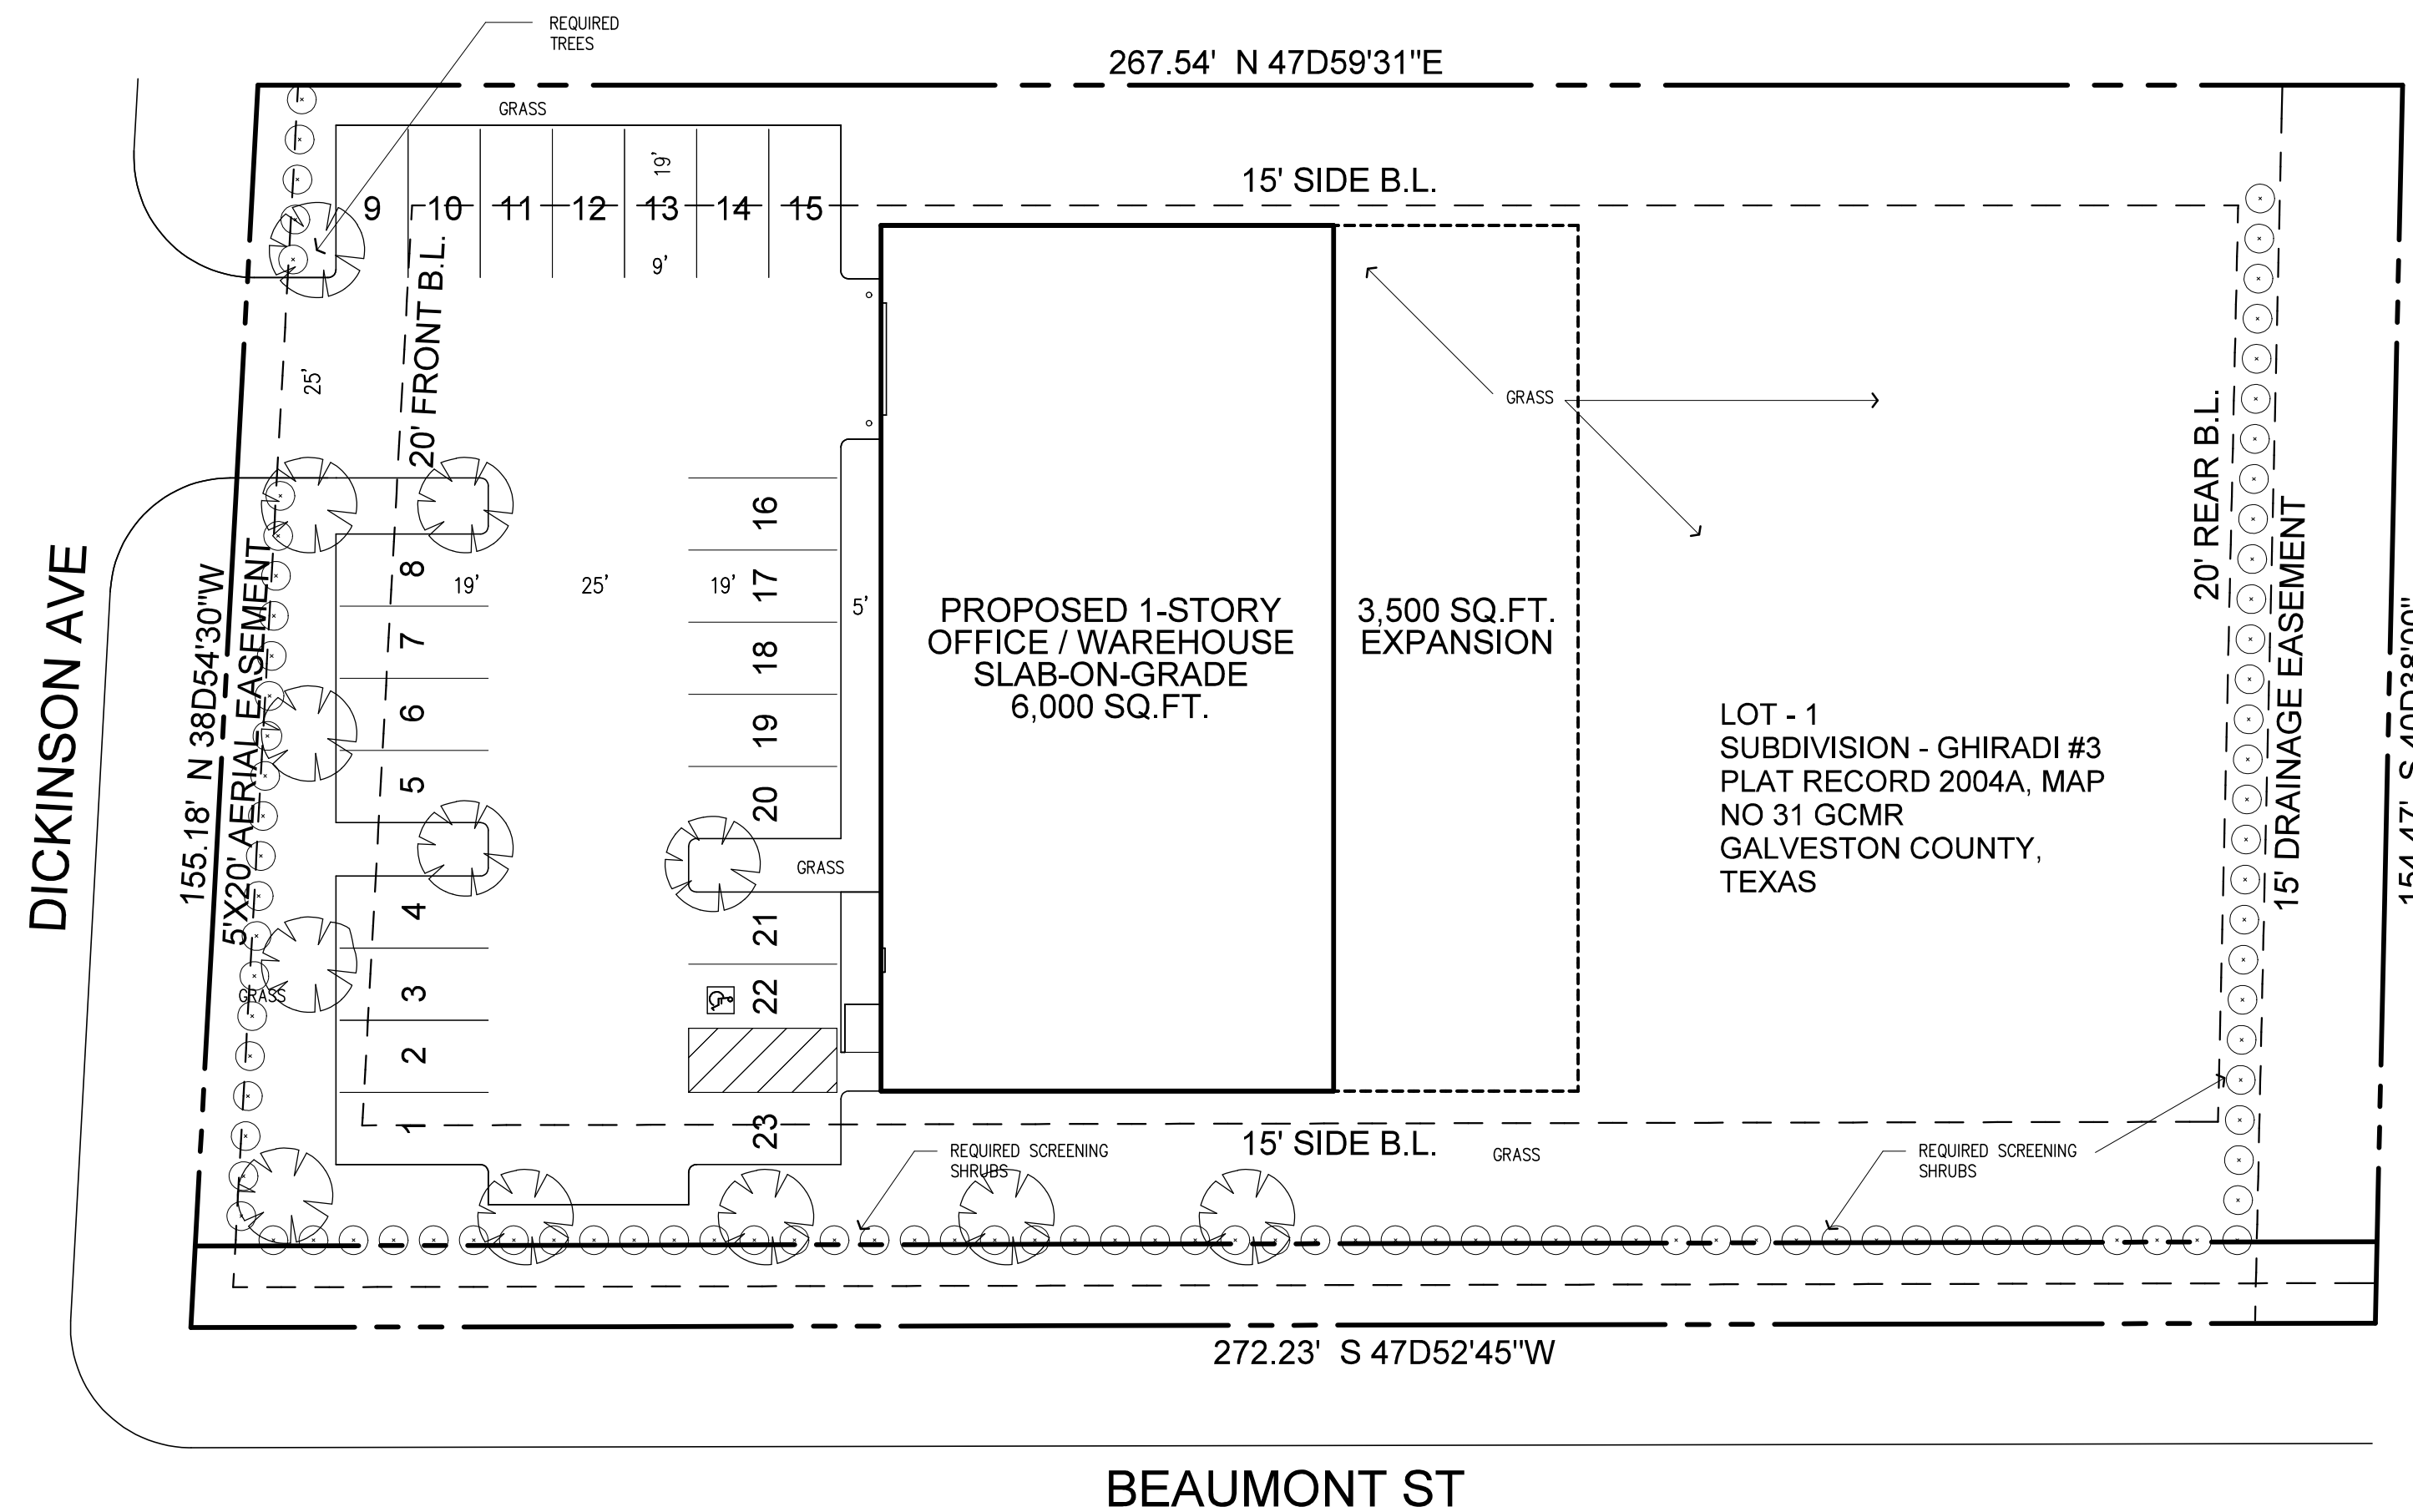 REQUIRED
TREES
267.54' N 47D59'31"E
GRASS
19'
15' SIDE B.L.
9
10
11
12
13
14
15
9'
20' FRONT B.L.
25'
GRASS
20' REAR B.L.
15' DRAINAGE EASEMENT
DICKINSON AVE
155.18' N 38D54'30"W
5'X20' AERIAL EASEMENT
8
19'
25'
19'
16
17
5'
7
18
6
19
5
20
PROPOSED 1-STORY
OFFICE / WAREHOUSE
SLAB-ON-GRADE
6,000 SQ.FT.
3,500 SQ.FT.
EXPANSION
LOT - 1
SUBDIVISION - GHIRADI #3
PLAT RECORD 2004A, MAP
NO 31 GCMR
GALVESTON COUNTY,
TEXAS
GRASS
4
21
3
22
GRASS
2
1
23
REQUIRED SCREENING
SHRUBS
15' SIDE B.L.
GRASS
REQUIRED SCREENING
SHRUBS
272.23' S 47D52'45"W
BEAUMONT ST